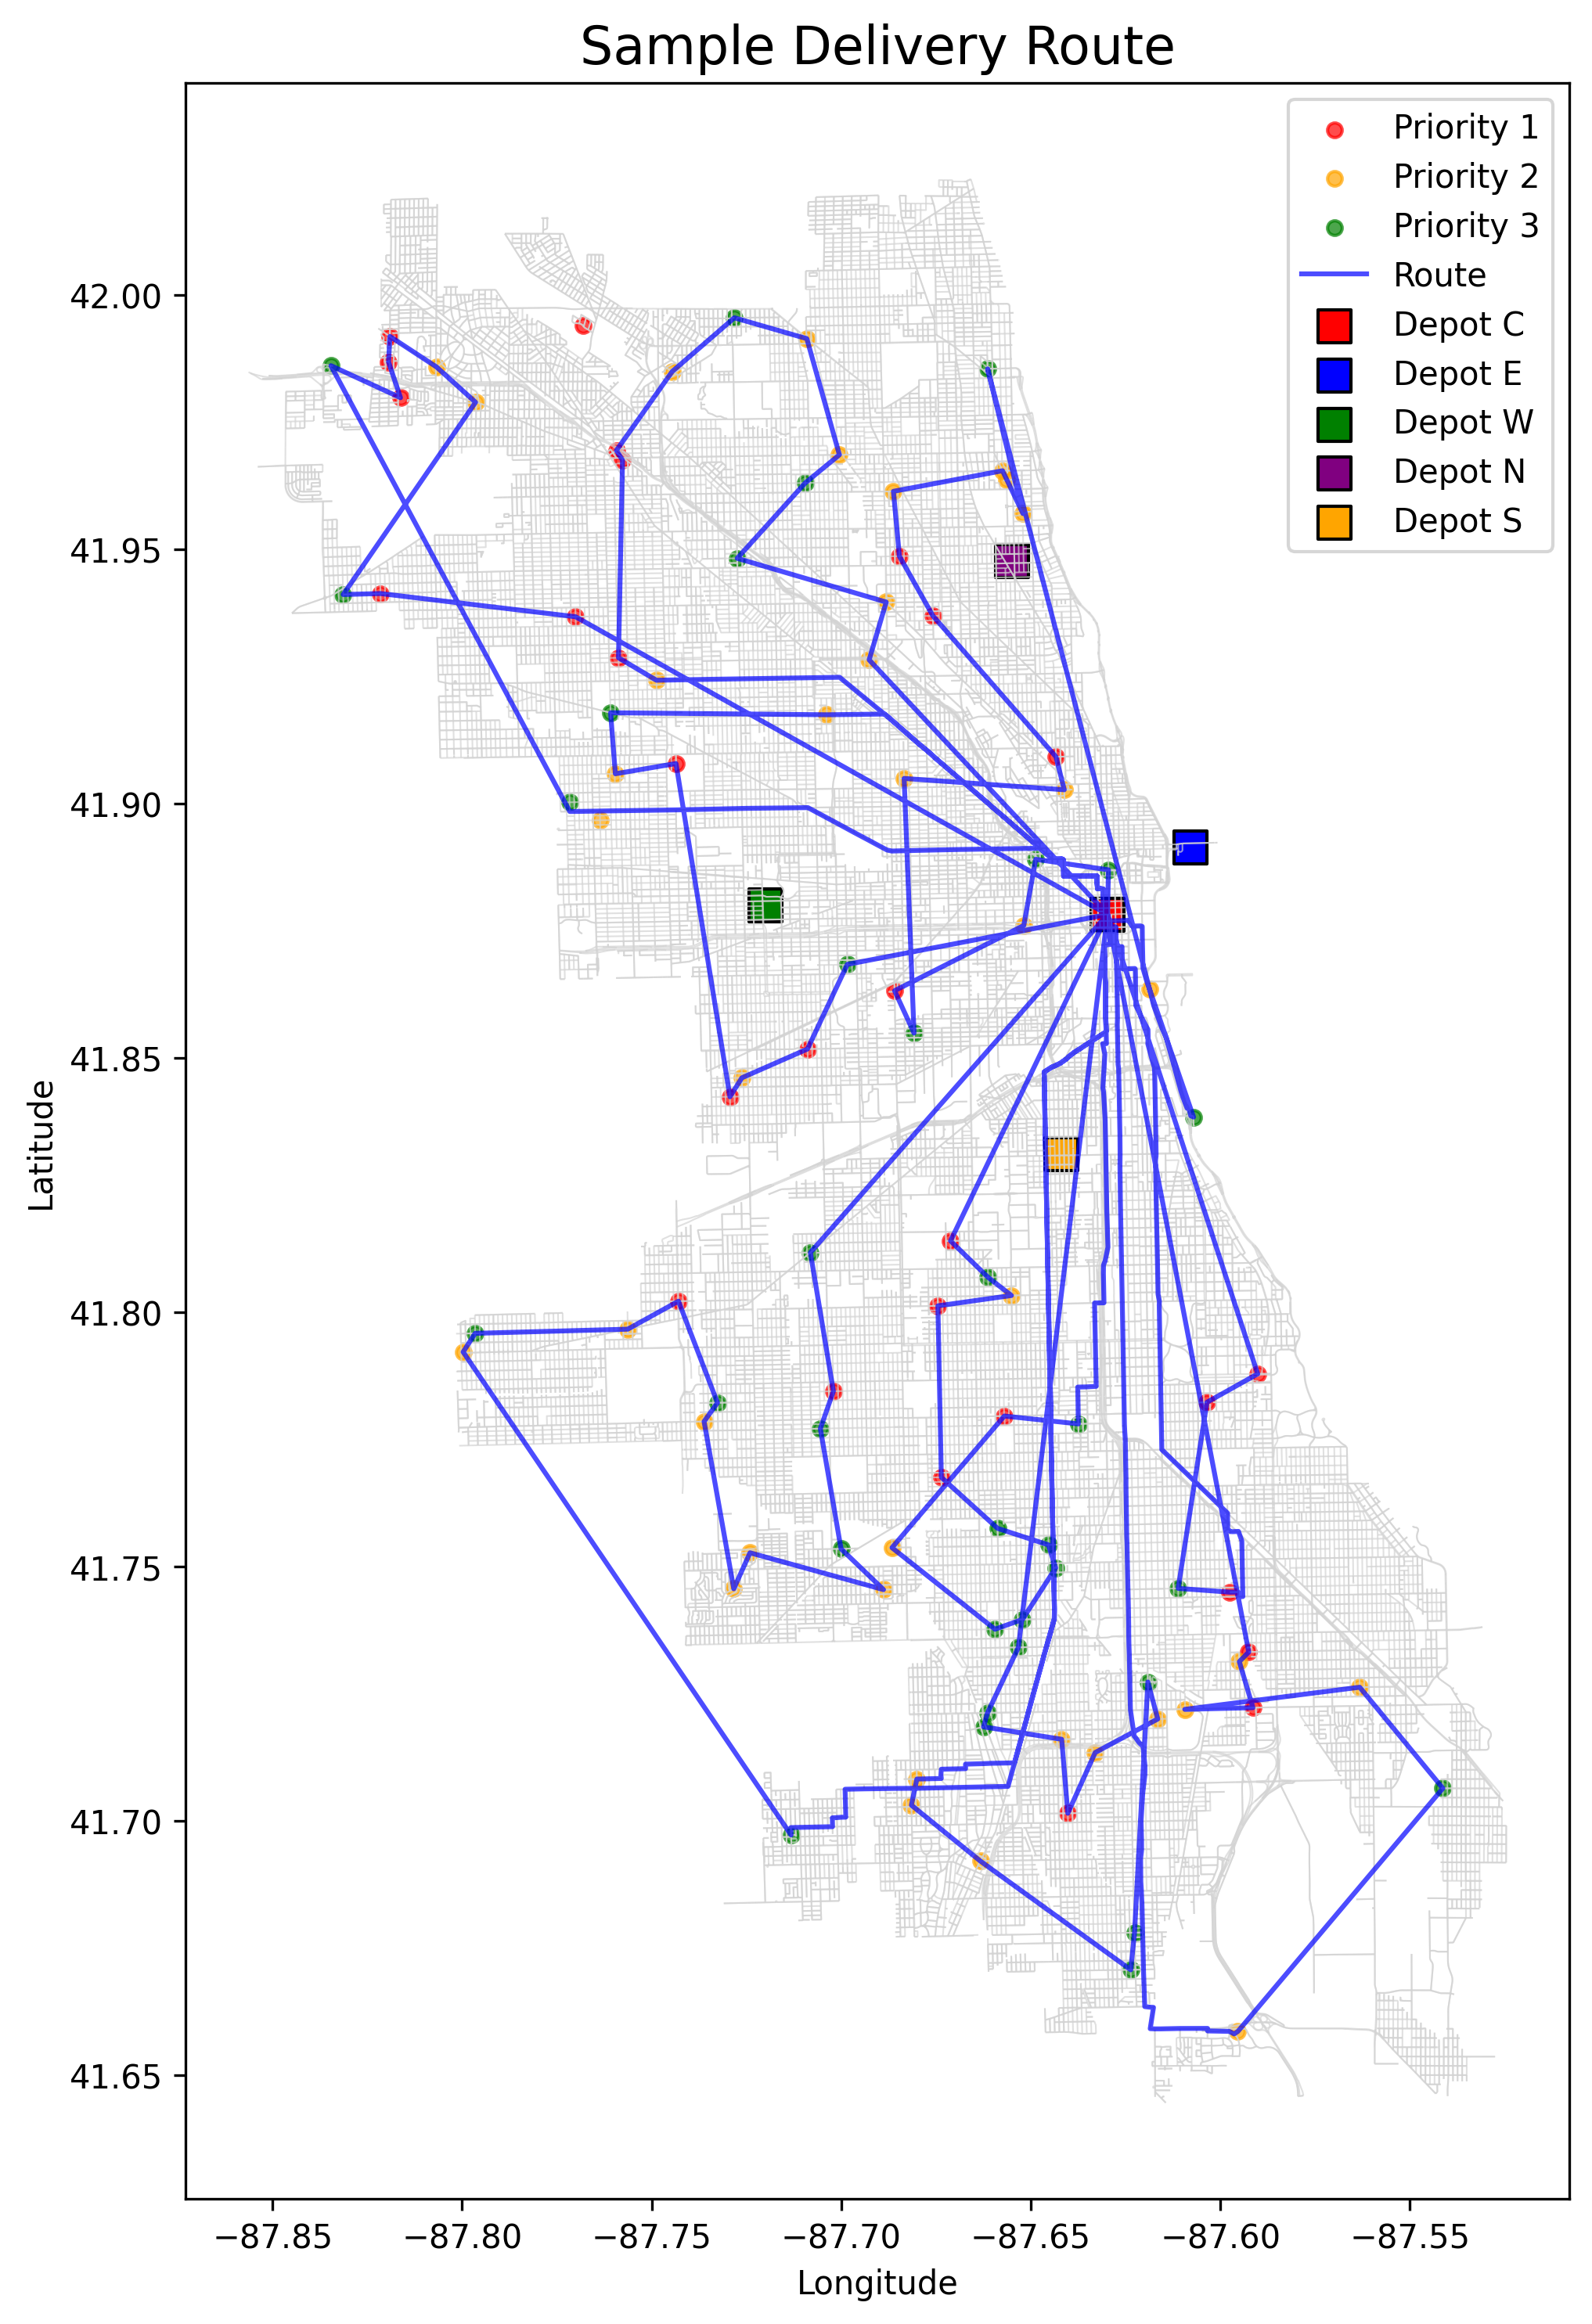 Sample Delivery Route
Priority 1
Priority 2
Priority 3
Route
Depot C
Depot E
Depot W
Depot N
Depot S
42.00
41.95
41.90
41.85
41.80
41.75
41.70
41.65
Latitude
−87.85
−87.80
−87.75
−87.70
−87.65
−87.60
−87.55
Longitude